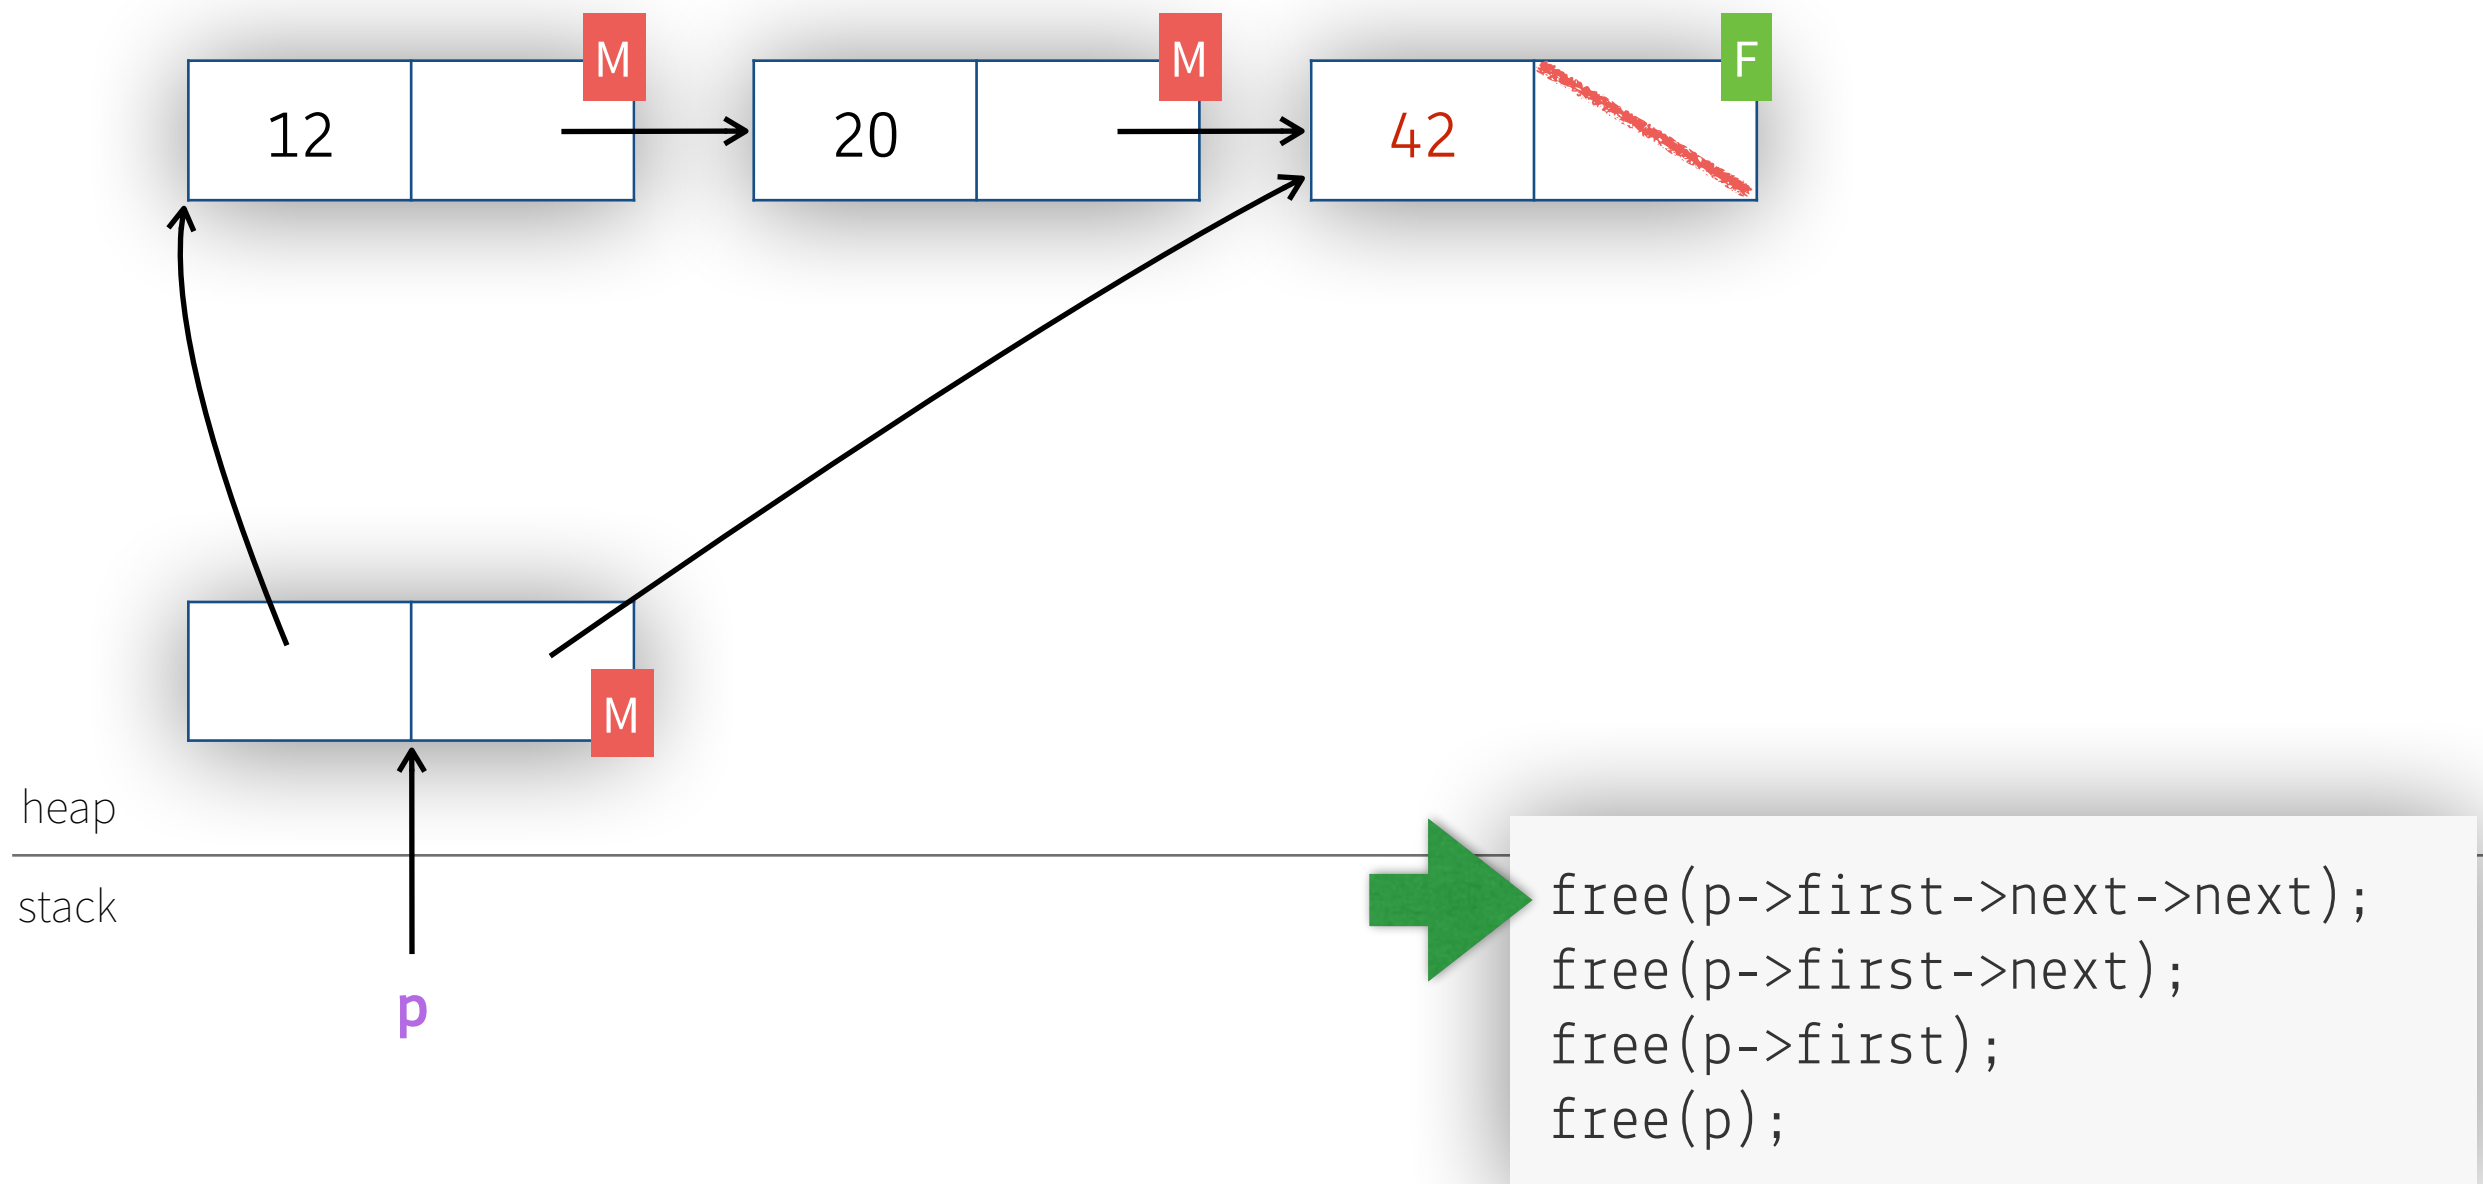 M
M
F
12
20
42
M
heap
stack
p
free(p->first->next->next);
free(p->first->next);
free(p->first);
free(p);